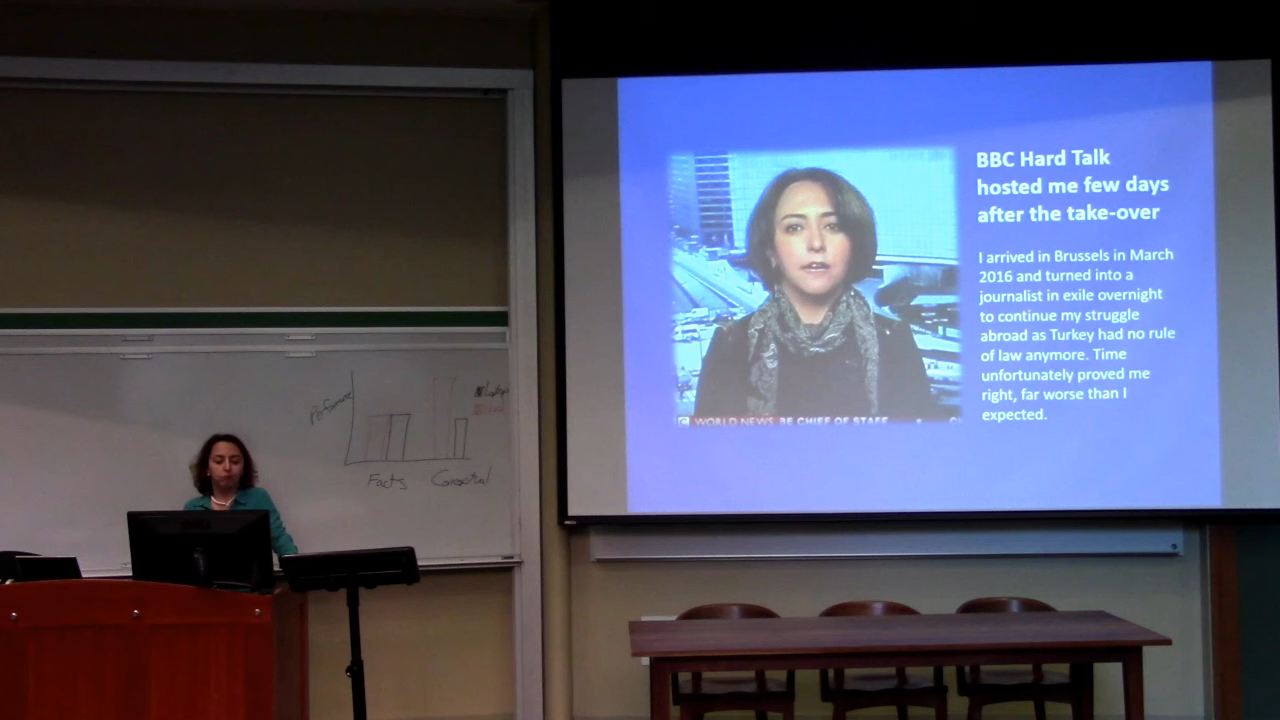 BBC Hard Talk
hosted me few days
after the take-over
I arrived in Brussels in March
2016 and turned into a
journalist in exile overnight
to continue my struggle
abroad as Turkey had no rule
of law anymore. Time
unfortunately proved me
right, far worse than I
expected.
WORLD NEWS BE CHIEF OF STAFF
Facts